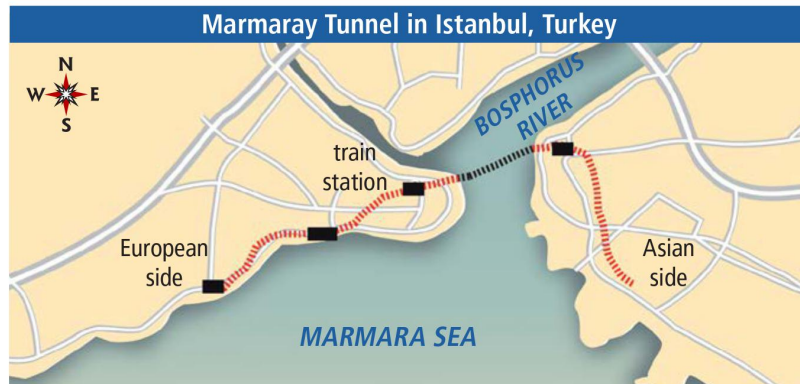 Marmaray Tunnel in Istanbul, Turkey
N
W E
S
BOSPHORUS
RIVER
train
station
European
side
Asian
side
MARMARA SEA